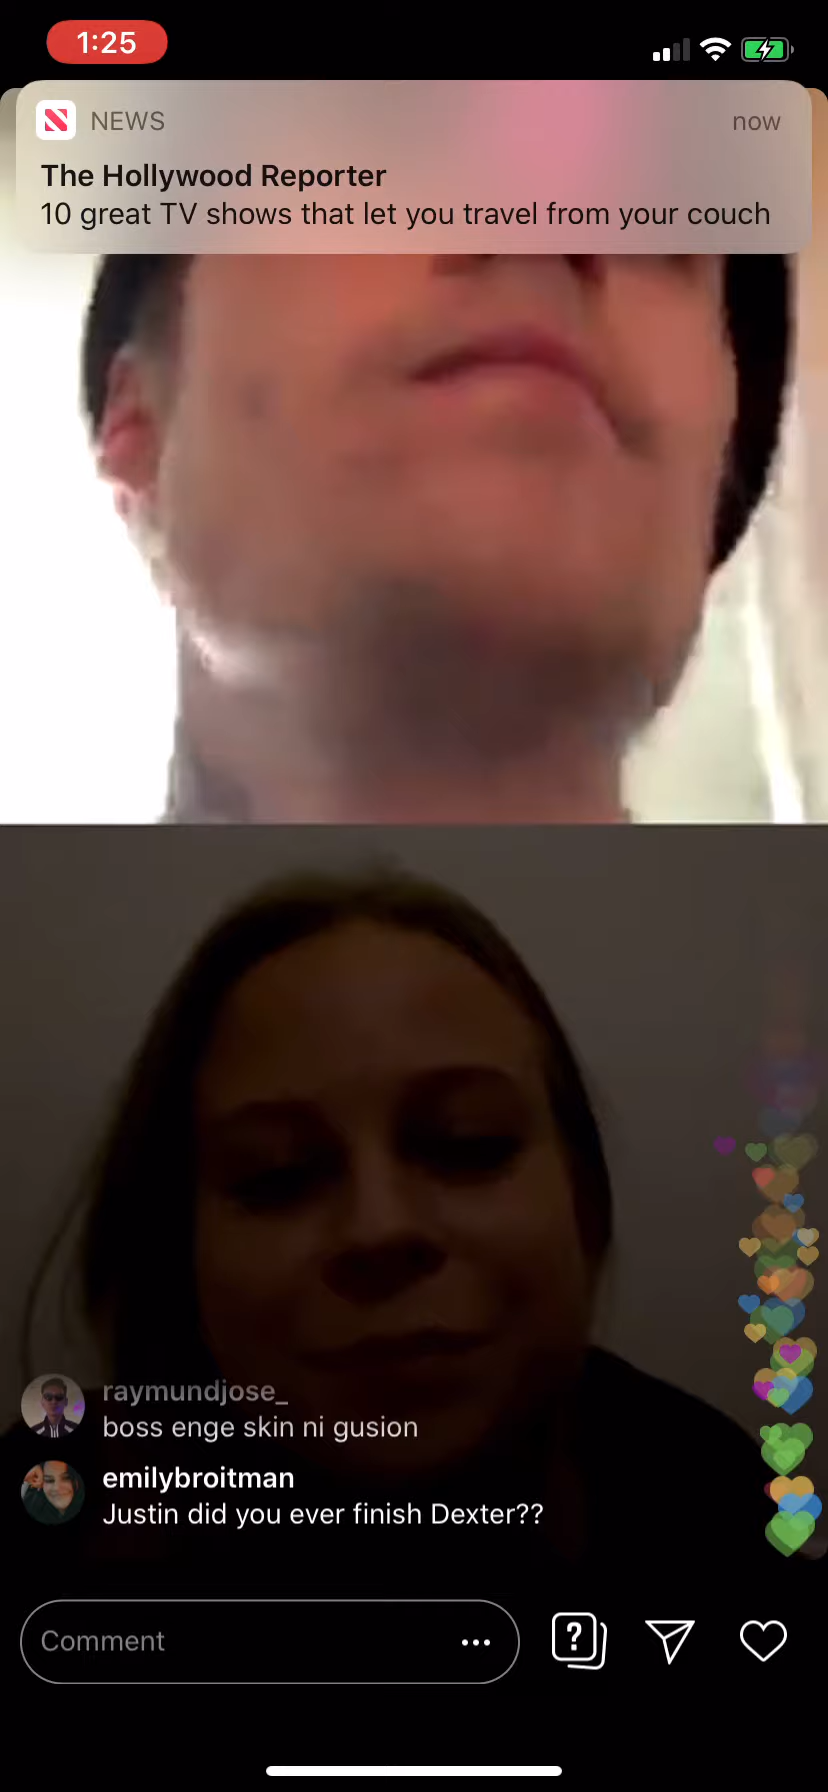 1:25
NEWS
now
The Hollywood Reporter
10 great TV shows that let you travel from your couch
raymundjose_
boss enge skin ni gusion
emilybroitman
Justin did you ever finish Dexter??
Comment
?